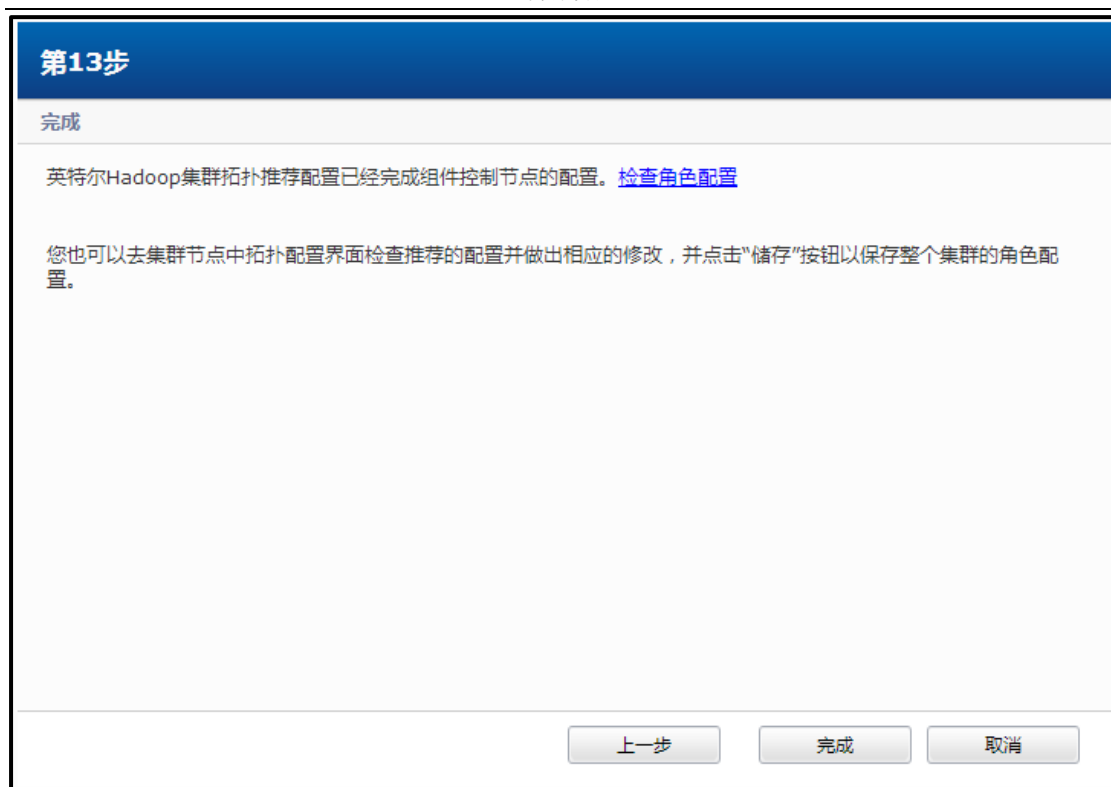 第13步
完成
英特尔Hadoop集群拓扑推荐配置已经完成组件控制节点的配置。检查角色配置
您也可以去集群节点中拓扑配置界面检查推荐的配置并做出相应的修改，并点击“储存”按钮以保存整个集群的角色配
置。
上一步 完成 取消